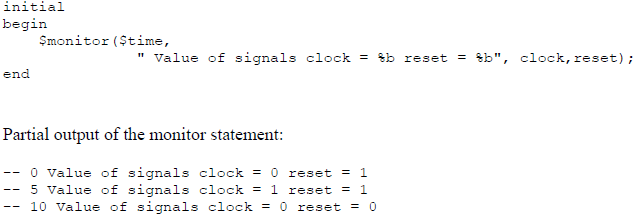 initial
begin
$monitor($time,
" Value of signals clock = %b reset = %b", clock,reset);
end
Partial output of the monitor statement:
-- 0 Value of signals clock = 0 reset = 1
-- 5 Value of signals clock = 1 reset = 1
-- 10 Value of signals clock = 0 reset = 0